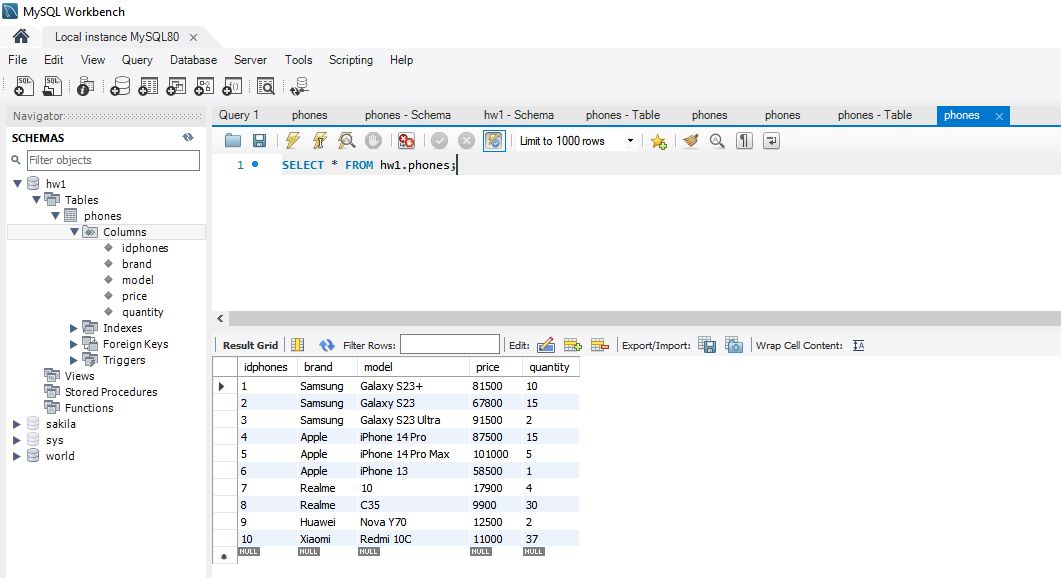 MySQL Workbench
Local instance MySQL80
File Edit View Query Database Server Tools Scripting Help
Navigator
SCHEMAS
Filter objects
hw1
Tables
phones
Columns
idphones
brand
model
price
quantity
Indexes
Foreign Keys
Triggers
Views
Stored Procedures
Functions
sakila
sys
world
Query 1 phones phones - Schema hw1 - Schema phones - Table phones phones phones - Table phones
Limit to 1000 rows
1 SELECT * FROM hw1.phones;
Result Grid Filter Rows: Edit: Export/Import: Wrap Cell Content:
idphones brand model price quantity
1 Samsung Galaxy S23+ 81500 10
2 Samsung Galaxy S23 67800 15
3 Samsung Galaxy S23 Ultra 91500 2
4 Apple iPhone 14 Pro 87500 15
5 Apple iPhone 14 Pro Max 101000 5
6 Apple iPhone 13 58500 1
7 Realme 10 17900 4
8 Realme C35 9900 30
9 Huawei Nova Y70 12500 2
10 Xiaomi Redmi 10C 11000 37
NULL NULL NULL NULL NULL